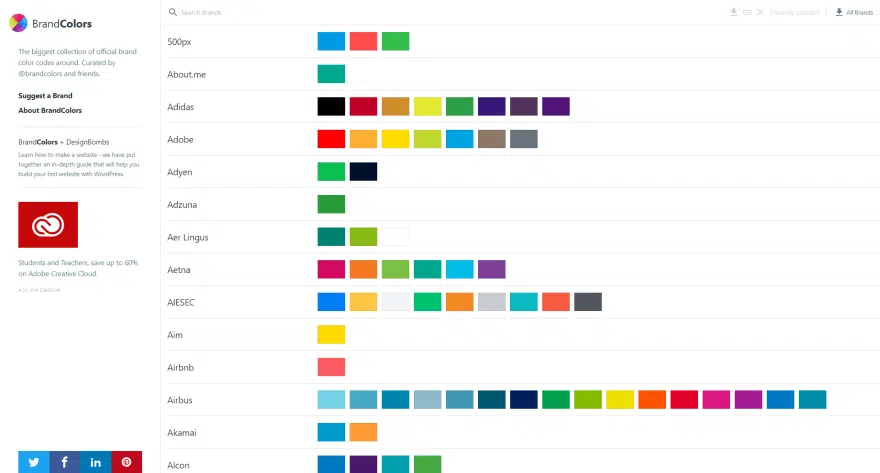 BrandColors
The biggest collection of official brand
color codes around. Curated by
@brandcolors and friends.
Suggest a Brand
About BrandColors
BrandColors + DesignBombs
Learn how to make a website - we have put
together an in-depth guide that will help you
build your first website with WordPress.
Students and Teachers, save up to 60%
on Adobe Creative Cloud.
ADS VIA CARBON
Search Brands
All Brands
500px
About.me
Adidas
Adobe
Adyen
Adzuna
Aer Lingus
Aetna
AIESEC
Aim
Airbnb
Airbus
Akamai
Alcon